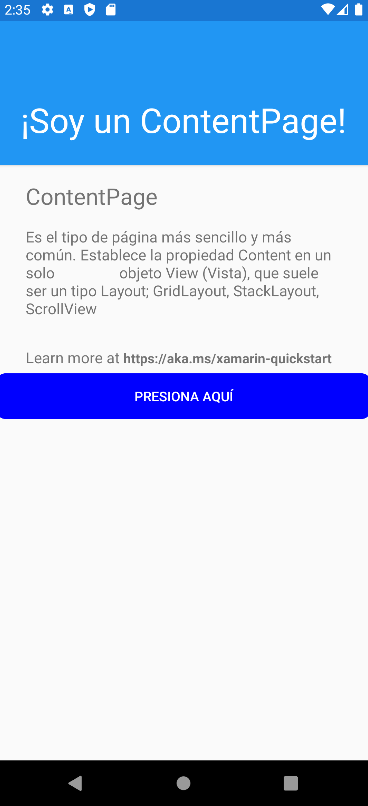 2:35
¡Soy un ContentPage!
ContentPage
Es el tipo de página más sencillo y más
común. Establece la propiedad Content en un
solo objeto View (Vista), que suele
ser un tipo Layout; GridLayout, StackLayout,
ScrollView
Learn more at https://aka.ms/xamarin-quickstart
PRESIONA AQUÍ